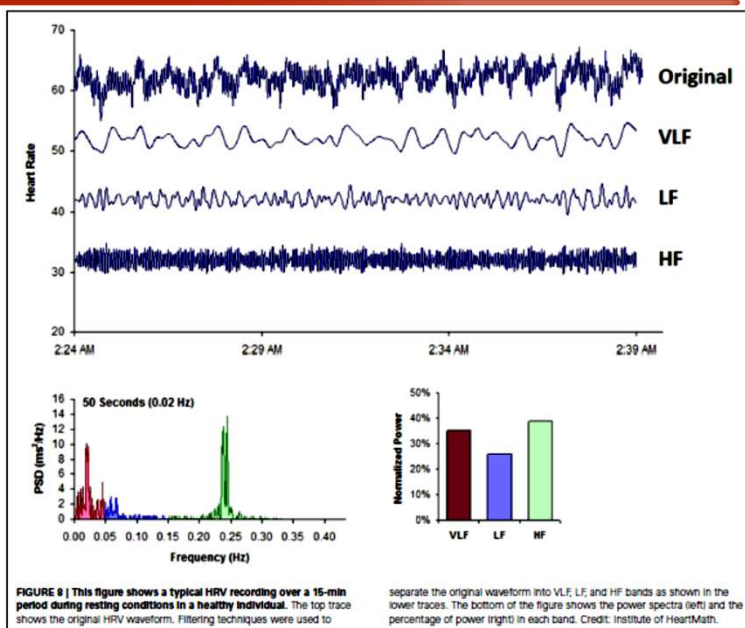 70
60
50
40
30
20
Heart Rate
Original
VLF
LF
HF
2:24 AM 2:29 AM 2:34 AM 2:39 AM
50 Seconds (0.02 Hz)
16
14
12
10
8
6
4
2
0
PSD (ms²/Hz)
0.00 0.05 0.10 0.15 0.20 0.25 0.30 0.35 0.40
Frequency (Hz)
50%
40%
30%
20%
10%
0%
Normalized Power
VLF LF HF
FIGURE 8 | This figure shows a typical HRV recording over a 15-min
period during resting conditions in a healthy individual. The top trace
shows the original HRV waveform. Filtering techniques were used to
separate the original waveform into VLF, LF, and HF bands as shown in the
lower traces. The bottom of the figure shows the power spectra (left) and the
percentage of power (right) in each band. Credit: Institute of HeartMath.